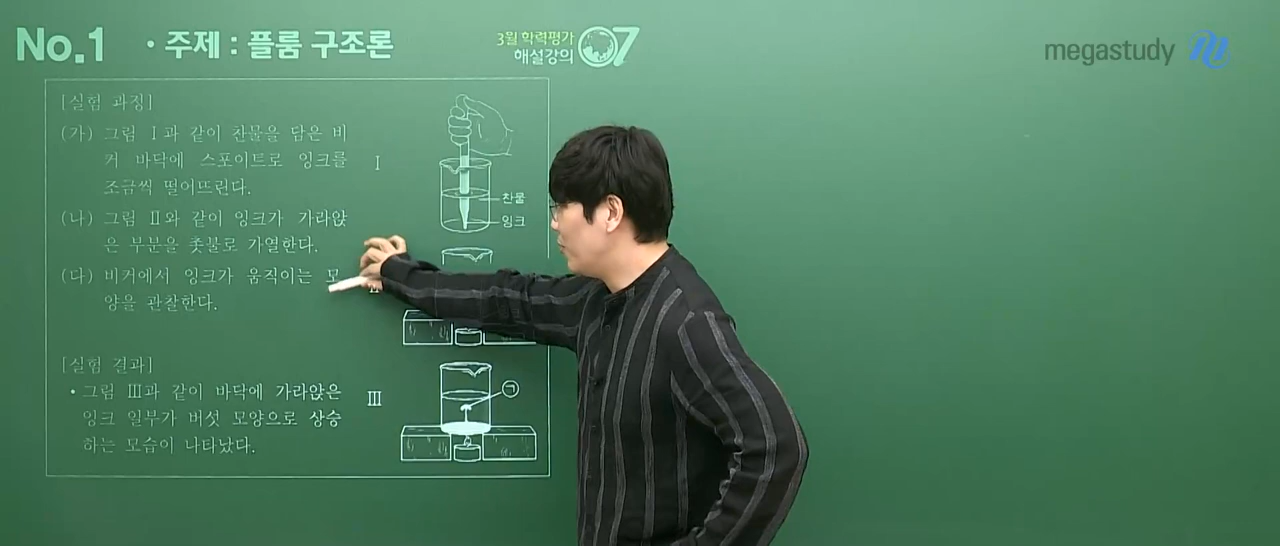 No.1
• 주제 : 플룸 구조론
3월 학력평가
해설강의
07
megastudy
[실험 과정]
(가) 그림 Ⅰ과 같이 찬물을 담은 비
커 바닥에 스포이트로 잉크를
조금씩 떨어뜨린다.
Ⅰ
찬물
잉크
(나) 그림 Ⅱ와 같이 잉크가 가라앉
은 부분을 촛불로 가열한다.
(다) 비커에서 잉크가 움직이는 모
양을 관찰한다.
[실험 결과]
• 그림 Ⅲ과 같이 바닥에 가라앉은
잉크 일부가 버섯 모양으로 상승
하는 모습이 나타났다.
Ⅲ
㉠